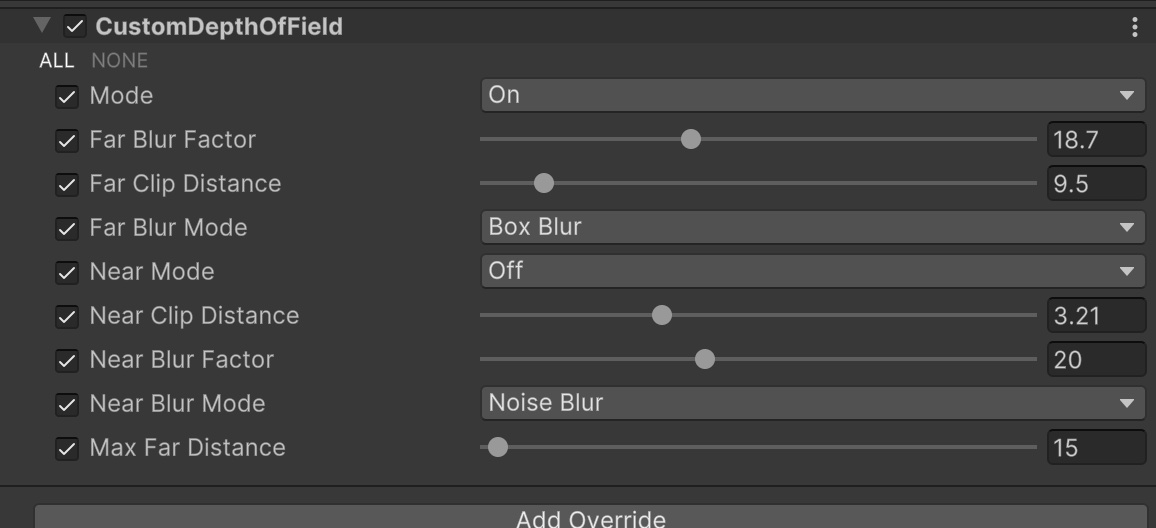 CustomDepthOfField
ALL NONE
Mode On
Far Blur Factor 18.7
Far Clip Distance 9.5
Far Blur Mode Box Blur
Near Mode Off
Near Clip Distance 3.21
Near Blur Factor 20
Near Blur Mode Noise Blur
Max Far Distance 15
Add Override